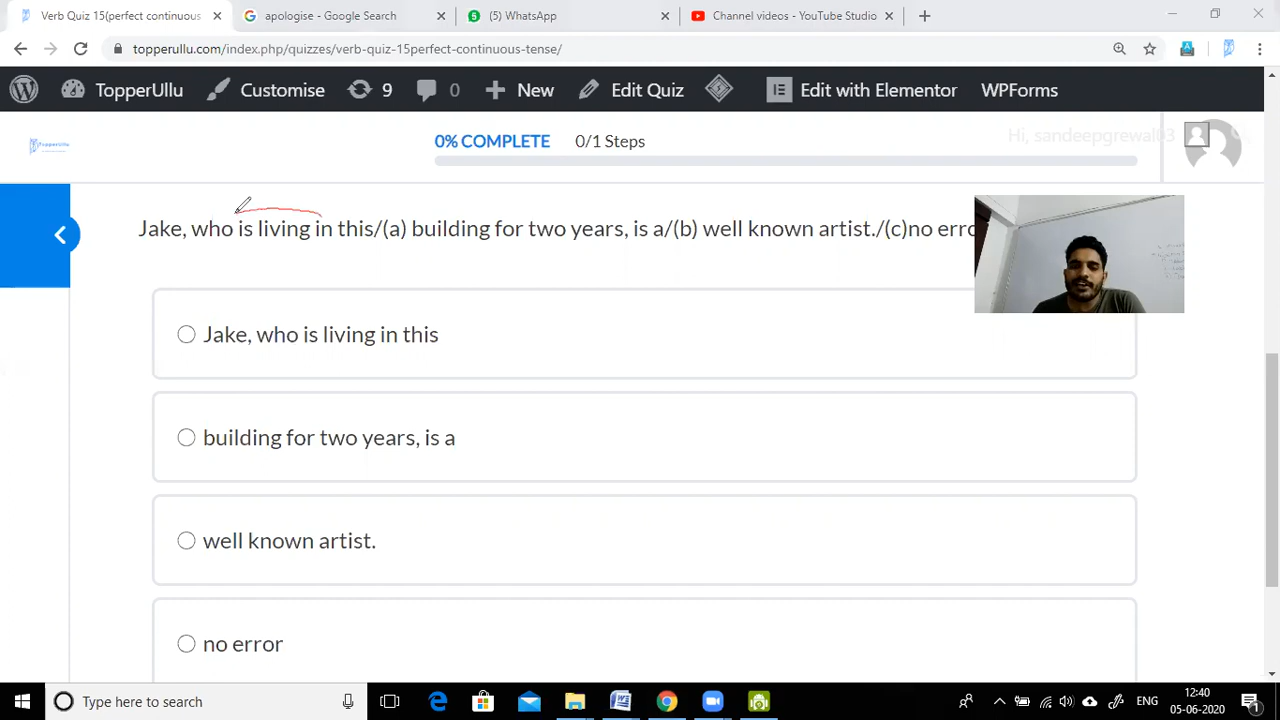 Verb Quiz 15(perfect continuous
apologise - Google Search
(5) WhatsApp
Channel videos - YouTube Studio
topperullu.com/index.php/quizzes/verb-quiz-15perfect-continuous-tense/
TopperUllu
Customise
9
0
New
Edit Quiz
Edit with Elementor
WPForms
Hi, sandeepgrewal03
TopperUllu
0% COMPLETE
0/1 Steps
Jake, who is living in this/(a) building for two years, is a/(b) well known artist./(c)no erro
Jake, who is living in this
building for two years, is a
well known artist.
no error
Type here to search
ENG
12:40
05-06-2020
1